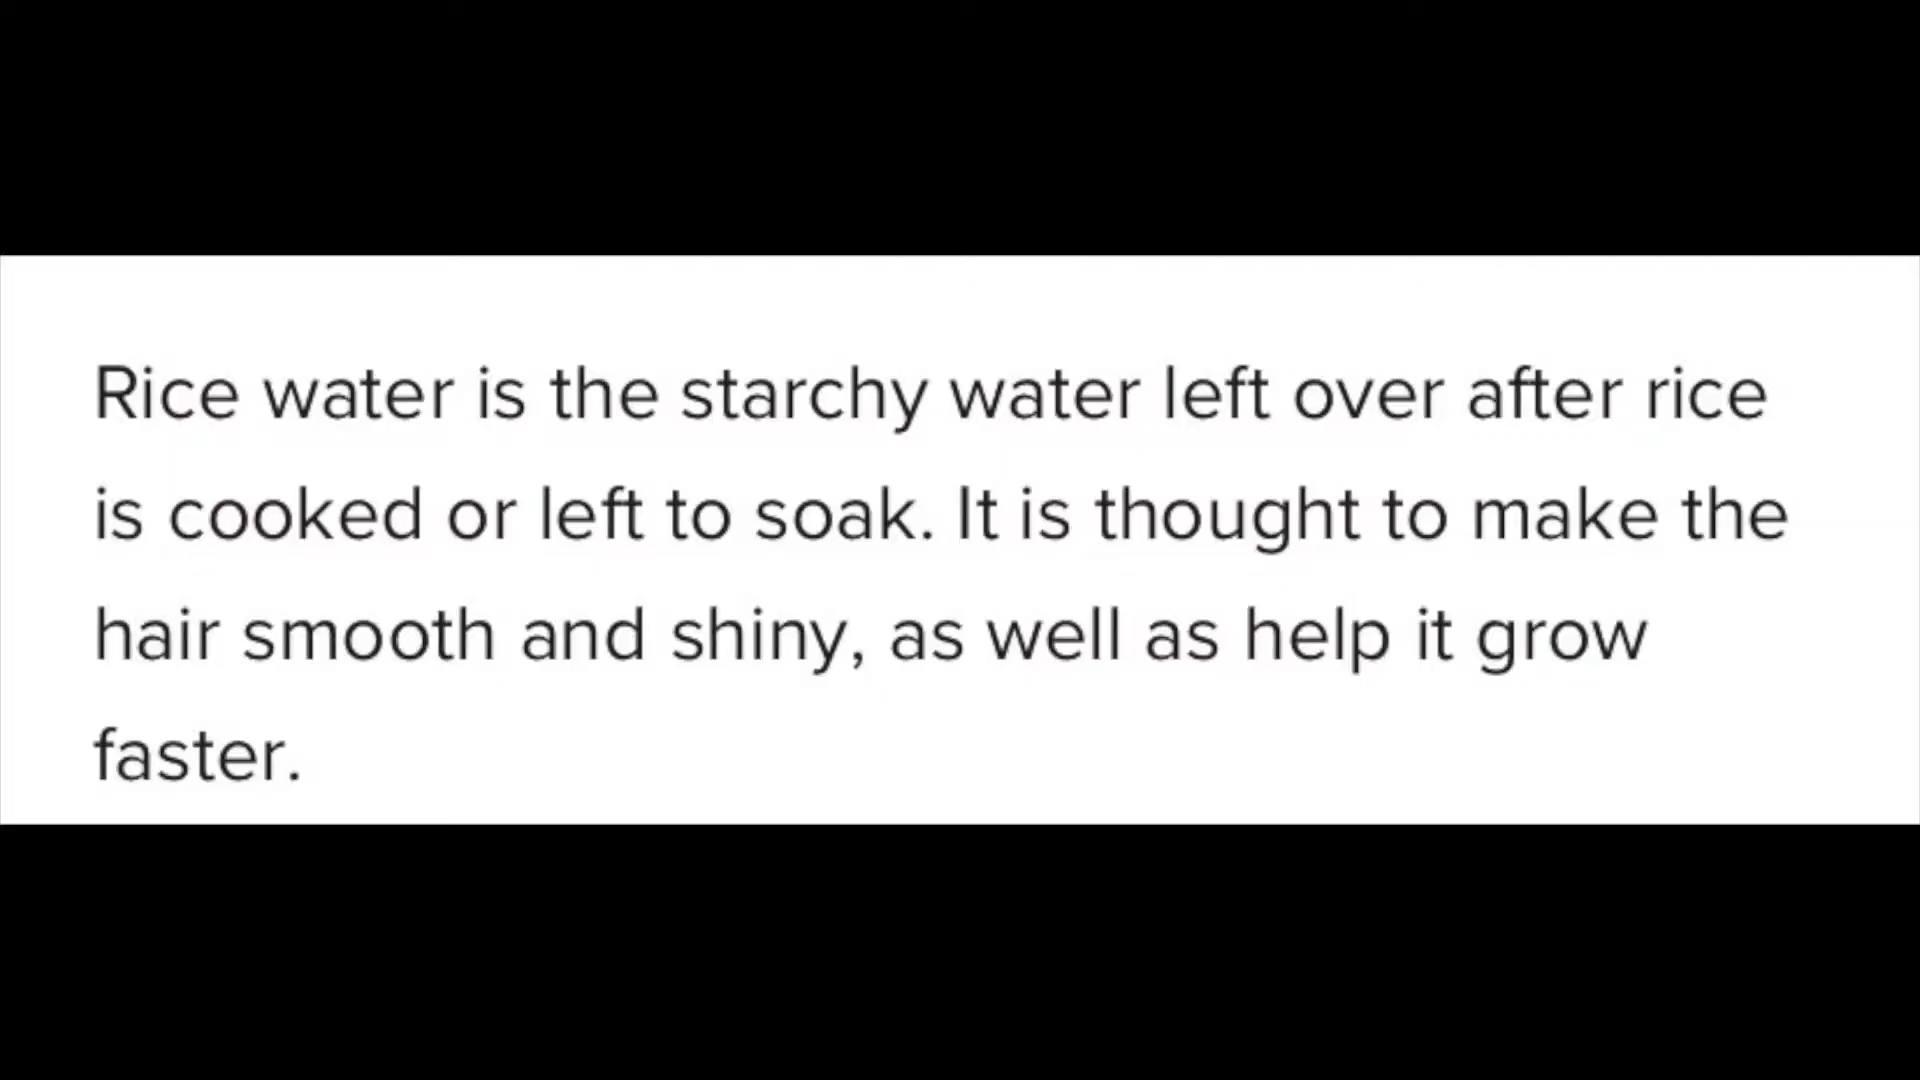 Rice water is the starchy water left over after rice
is cooked or left to soak. It is thought to make the
hair smooth and shiny, as well as help it grow
faster.